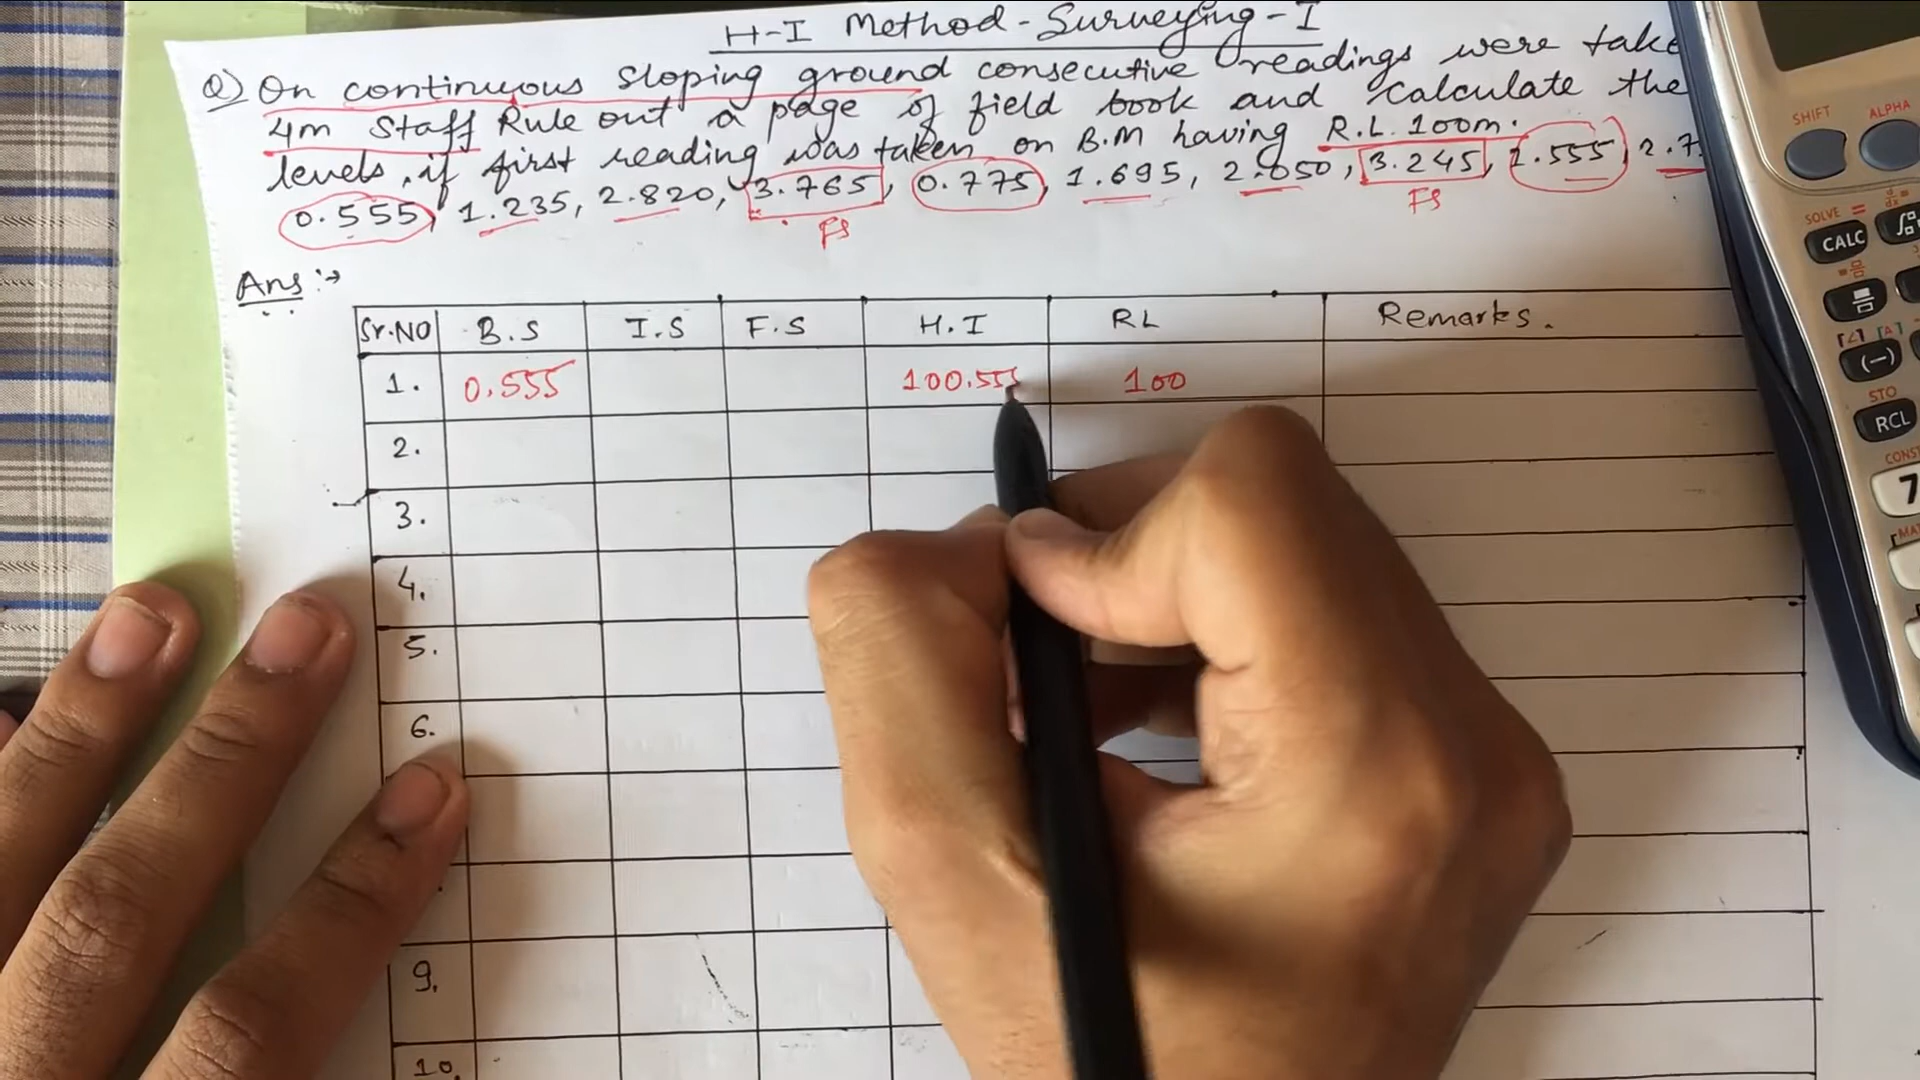 H-I Method - Surveying - I
Q) On continuous sloping ground consecutive readings were take
4m Staff Rule out a page of field book and calculate the
levels, if first reading was taken on B.M having R.L. 100m.
0.555, 1.235, 2.820, 3.765, 0.775, 1.695, 2.050, 3.245, 1.555, 2.7
FS FS
Ans :→
Sr.NO B.S I.S F.S H.I RL Remarks.
1. 0.555 100.555 100
2.
3.
4.
5.
6.
9.
10.
SHIFT ALPHA
SOLVE =
CALC
(−)
STO
RCL
CONS
7
MA